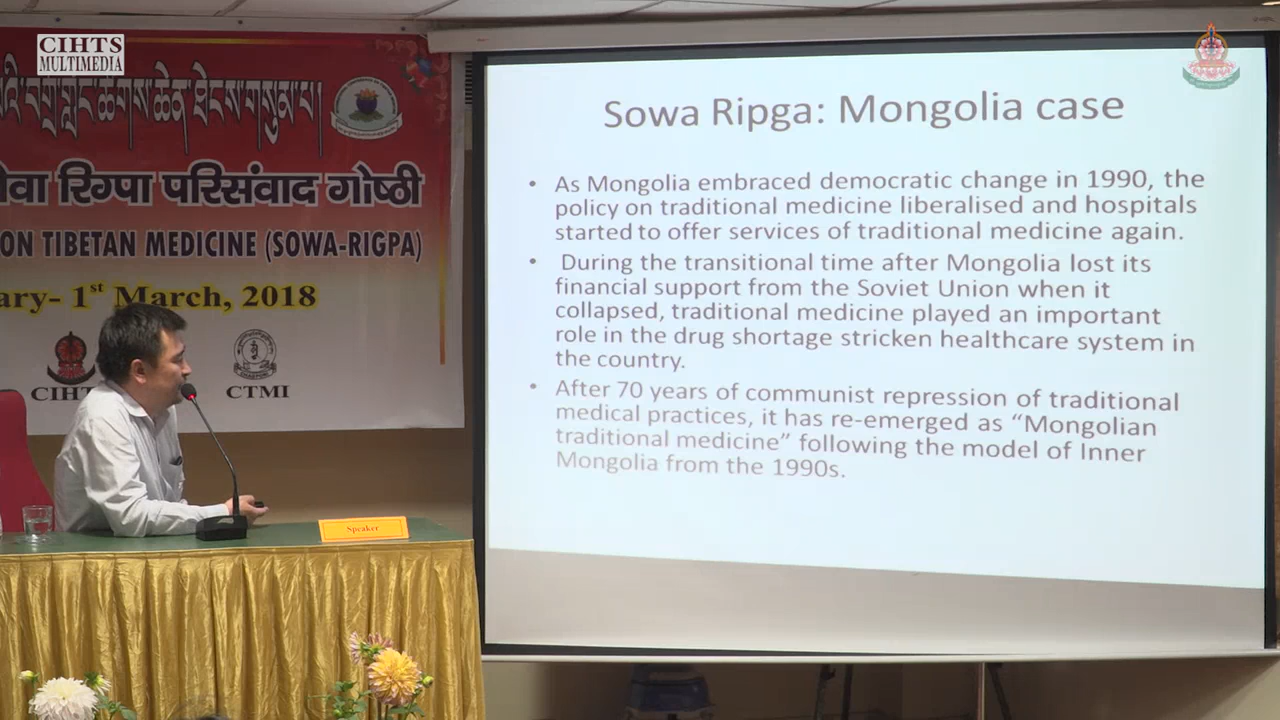 CIHTS
MULTIMEDIA
रिग्पा परिसंवाद गोष्ठी
ON TIBETAN MEDICINE (SOWA-RIGPA)
1st March, 2018
CIHT
CTMI
Speaker
Sowa Ripga: Mongolia case
• As Mongolia embraced democratic change in 1990, the
policy on traditional medicine liberalised and hospitals
started to offer services of traditional medicine again.
• During the transitional time after Mongolia lost its
financial support from the Soviet Union when it
collapsed, traditional medicine played an important
role in the drug shortage stricken healthcare system in
the country.
• After 70 years of communist repression of traditional
medical practices, it has re-emerged as “Mongolian
traditional medicine” following the model of Inner
Mongolia from the 1990s.